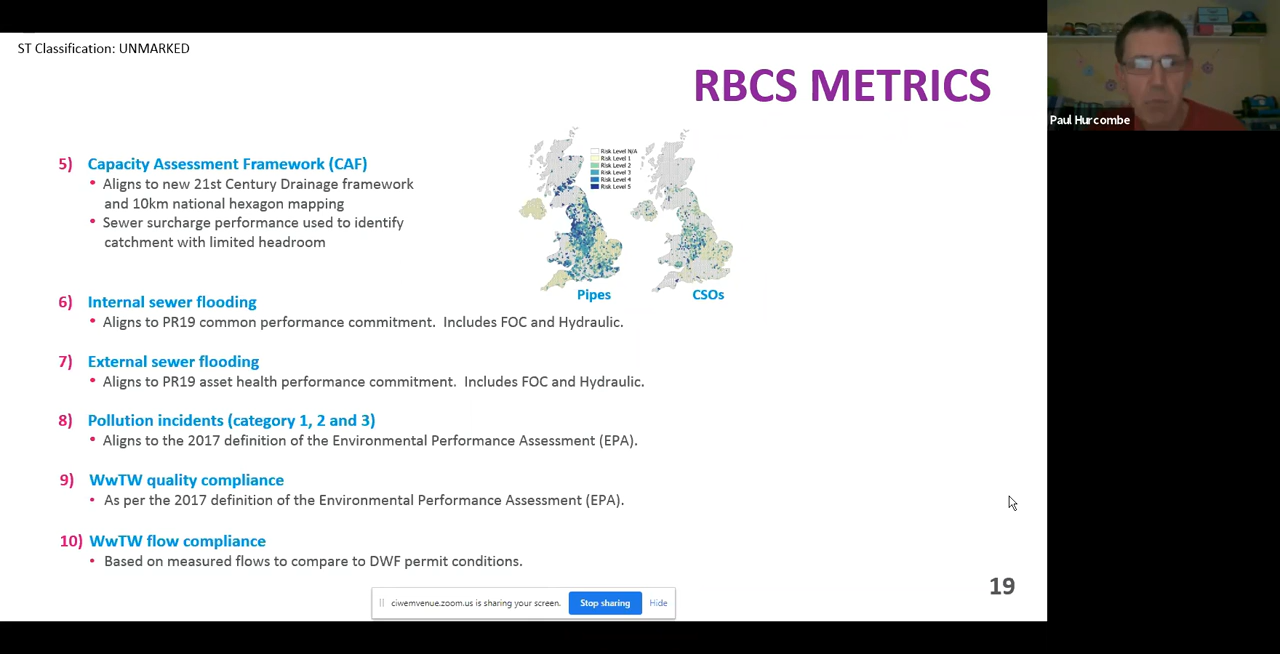 ST Classification: UNMARKED
RBCS METRICS
Paul Hurcombe
5) Capacity Assessment Framework (CAF)
• Aligns to new 21st Century Drainage framework
and 10km national hexagon mapping
• Sewer surcharge performance used to identify
catchment with limited headroom
Risk Level N/A
Risk Level 1
Risk Level 2
Risk Level 3
Risk Level 4
Risk Level 5
Pipes
CSOs
6) Internal sewer flooding
• Aligns to PR19 common performance commitment. Includes FOC and Hydraulic.
7) External sewer flooding
• Aligns to PR19 asset health performance commitment. Includes FOC and Hydraulic.
8) Pollution incidents (category 1, 2 and 3)
• Aligns to the 2017 definition of the Environmental Performance Assessment (EPA).
9) WwTW quality compliance
• As per the 2017 definition of the Environmental Performance Assessment (EPA).
10) WwTW flow compliance
• Based on measured flows to compare to DWF permit conditions.
19
ciwemvenue.zoom.us is sharing your screen. Stop sharing Hide